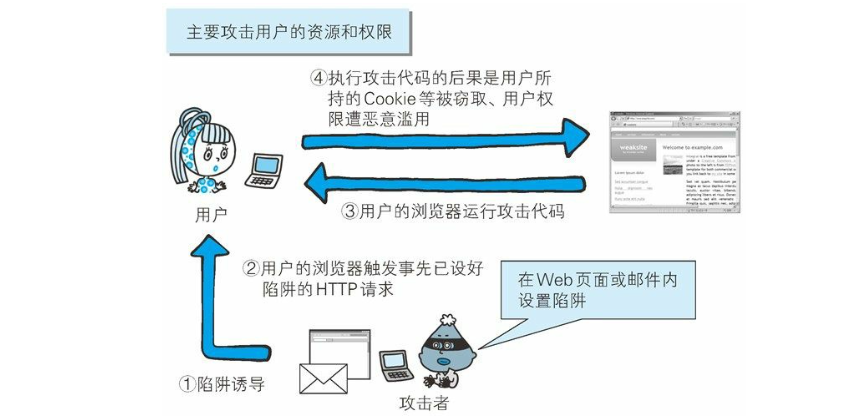 主要攻击用户的资源和权限
④执行攻击代码的后果是用户所
持的Cookie等被窃取、用户权
限遭恶意滥用
weaksite
Welcome to example.com
用户
③用户的浏览器运行攻击代码
②用户的浏览器触发事先已设好
陷阱的HTTP请求
在Web页面或邮件内
设置陷阱
①陷阱诱导
攻击者